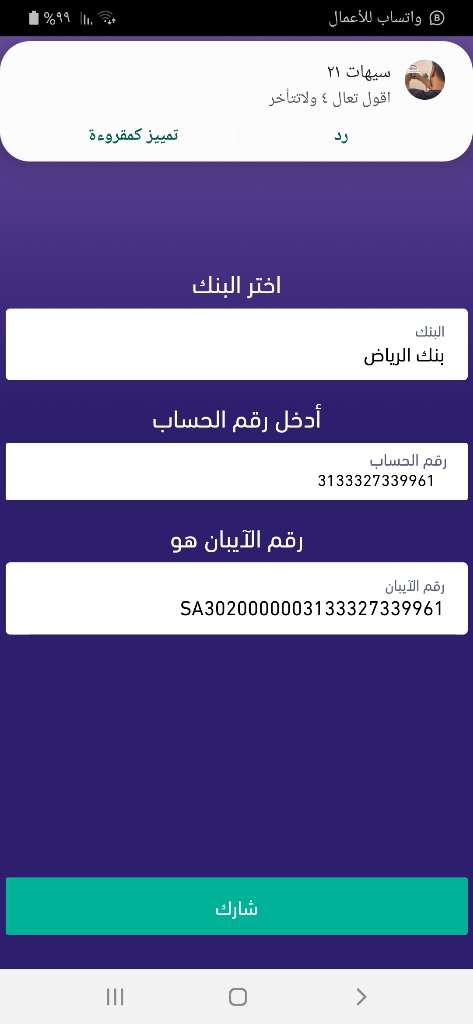 واتساب للأعمال
%٩٩
سيهات ٢١
اقول تعال ٤ ولاتتأخر
رد
تمييز كمقروءة
اختر البنك
البنك
بنك الرياض
أدخل رقم الحساب
رقم الحساب
3133327339961
رقم الآيبان هو
رقم الآيبان
SA3020000003133327339961
شارك